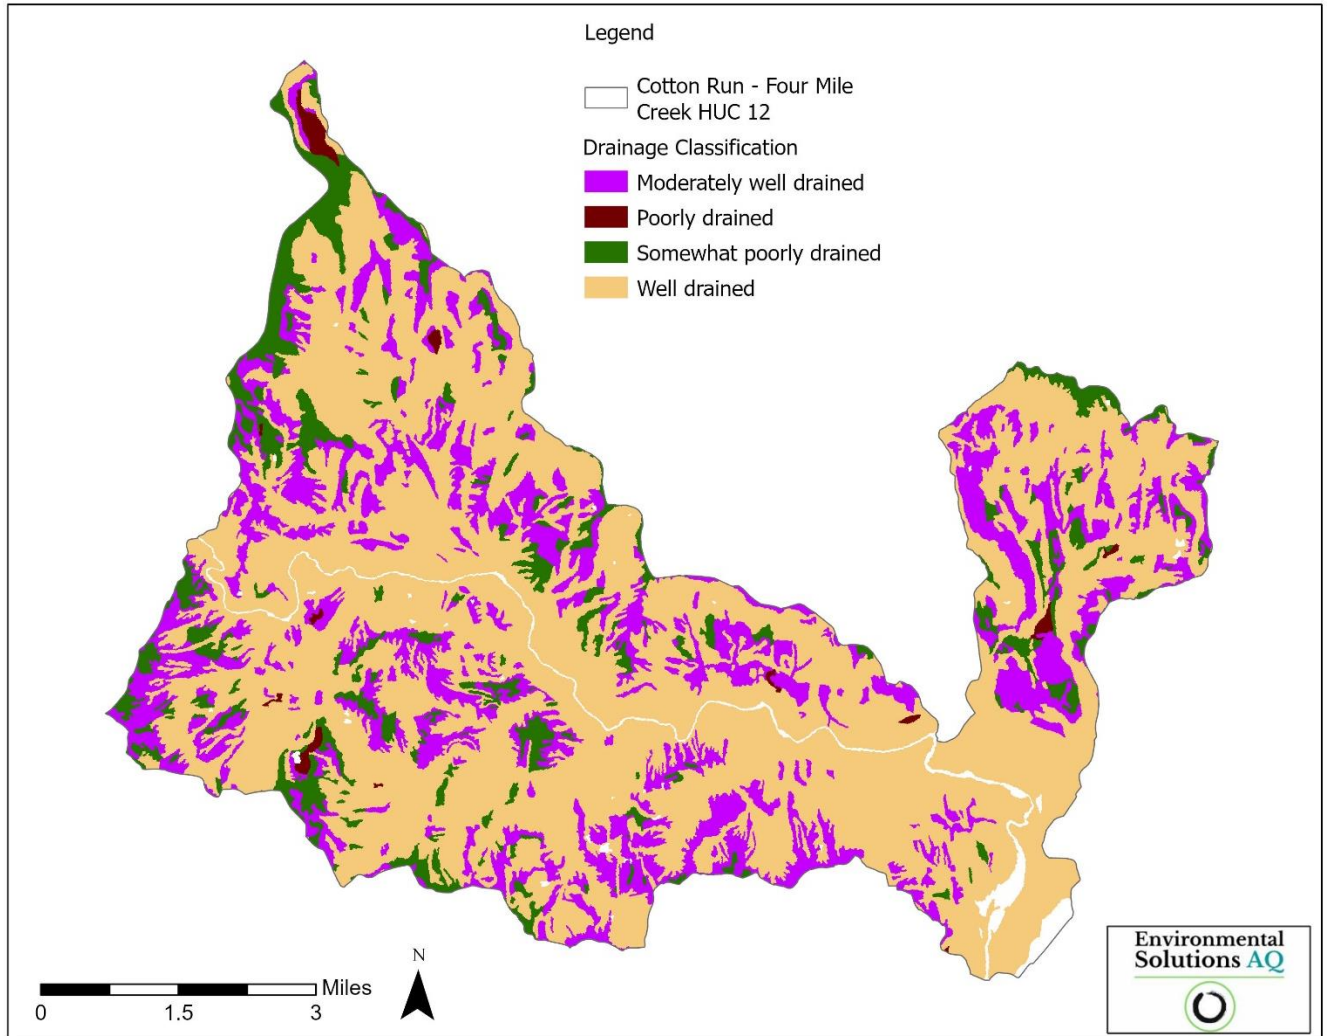 Legend
Cotton Run - Four Mile
Creek HUC 12
Drainage Classification
Moderately well drained
Poorly drained
Somewhat poorly drained
Well drained
N
Miles
0 1.5 3
Environmental
Solutions AQ